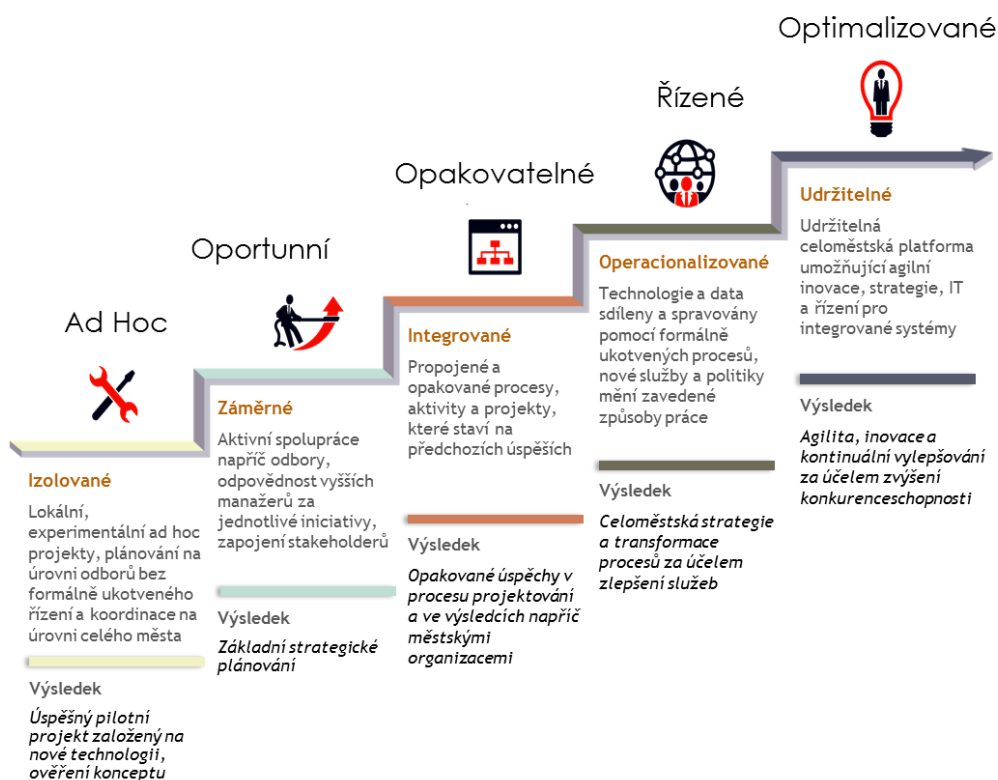 Ad Hoc
Izolované
Lokální,
experimentální ad hoc
projekty, plánování na
úrovni odborů bez
formálně ukotveného
řízení a koordinace na
úrovni celého města
Výsledek
Úspěšný pilotní
projekt založený na
nové technologii,
ověření konceptu
Oportunní
Záměrné
Aktivní spolupráce
napříč odbory,
odpovědnost vyšších
manažerů za
jednotlivé iniciativy,
zapojení stakeholderů
Výsledek
Základní strategické
plánování
Opakovatelné
Integrované
Propojené a
opakované procesy,
aktivity a projekty,
které staví na
předchozích úspěších
Výsledek
Opakované úspěchy v
procesu projektování
a ve výsledcích napříč
městskými
organizacemi
Řízené
Operacionalizované
Technologie a data
sdíleny a spravovány
pomocí formálně
ukotvených procesů,
nové služby a politiky
mění zavedené
způsoby práce
Výsledek
Celoměstská strategie
a transformace
procesů za účelem
zlepšení služeb
Optimalizované
Udržitelné
Udržitelná
celoměstská platforma
umožňující agilní
inovace, strategie, IT
a řízení pro
integrované systémy
Výsledek
Agilita, inovace a
kontinuální vylepšování
za účelem zvýšení
konkurenceschopnosti